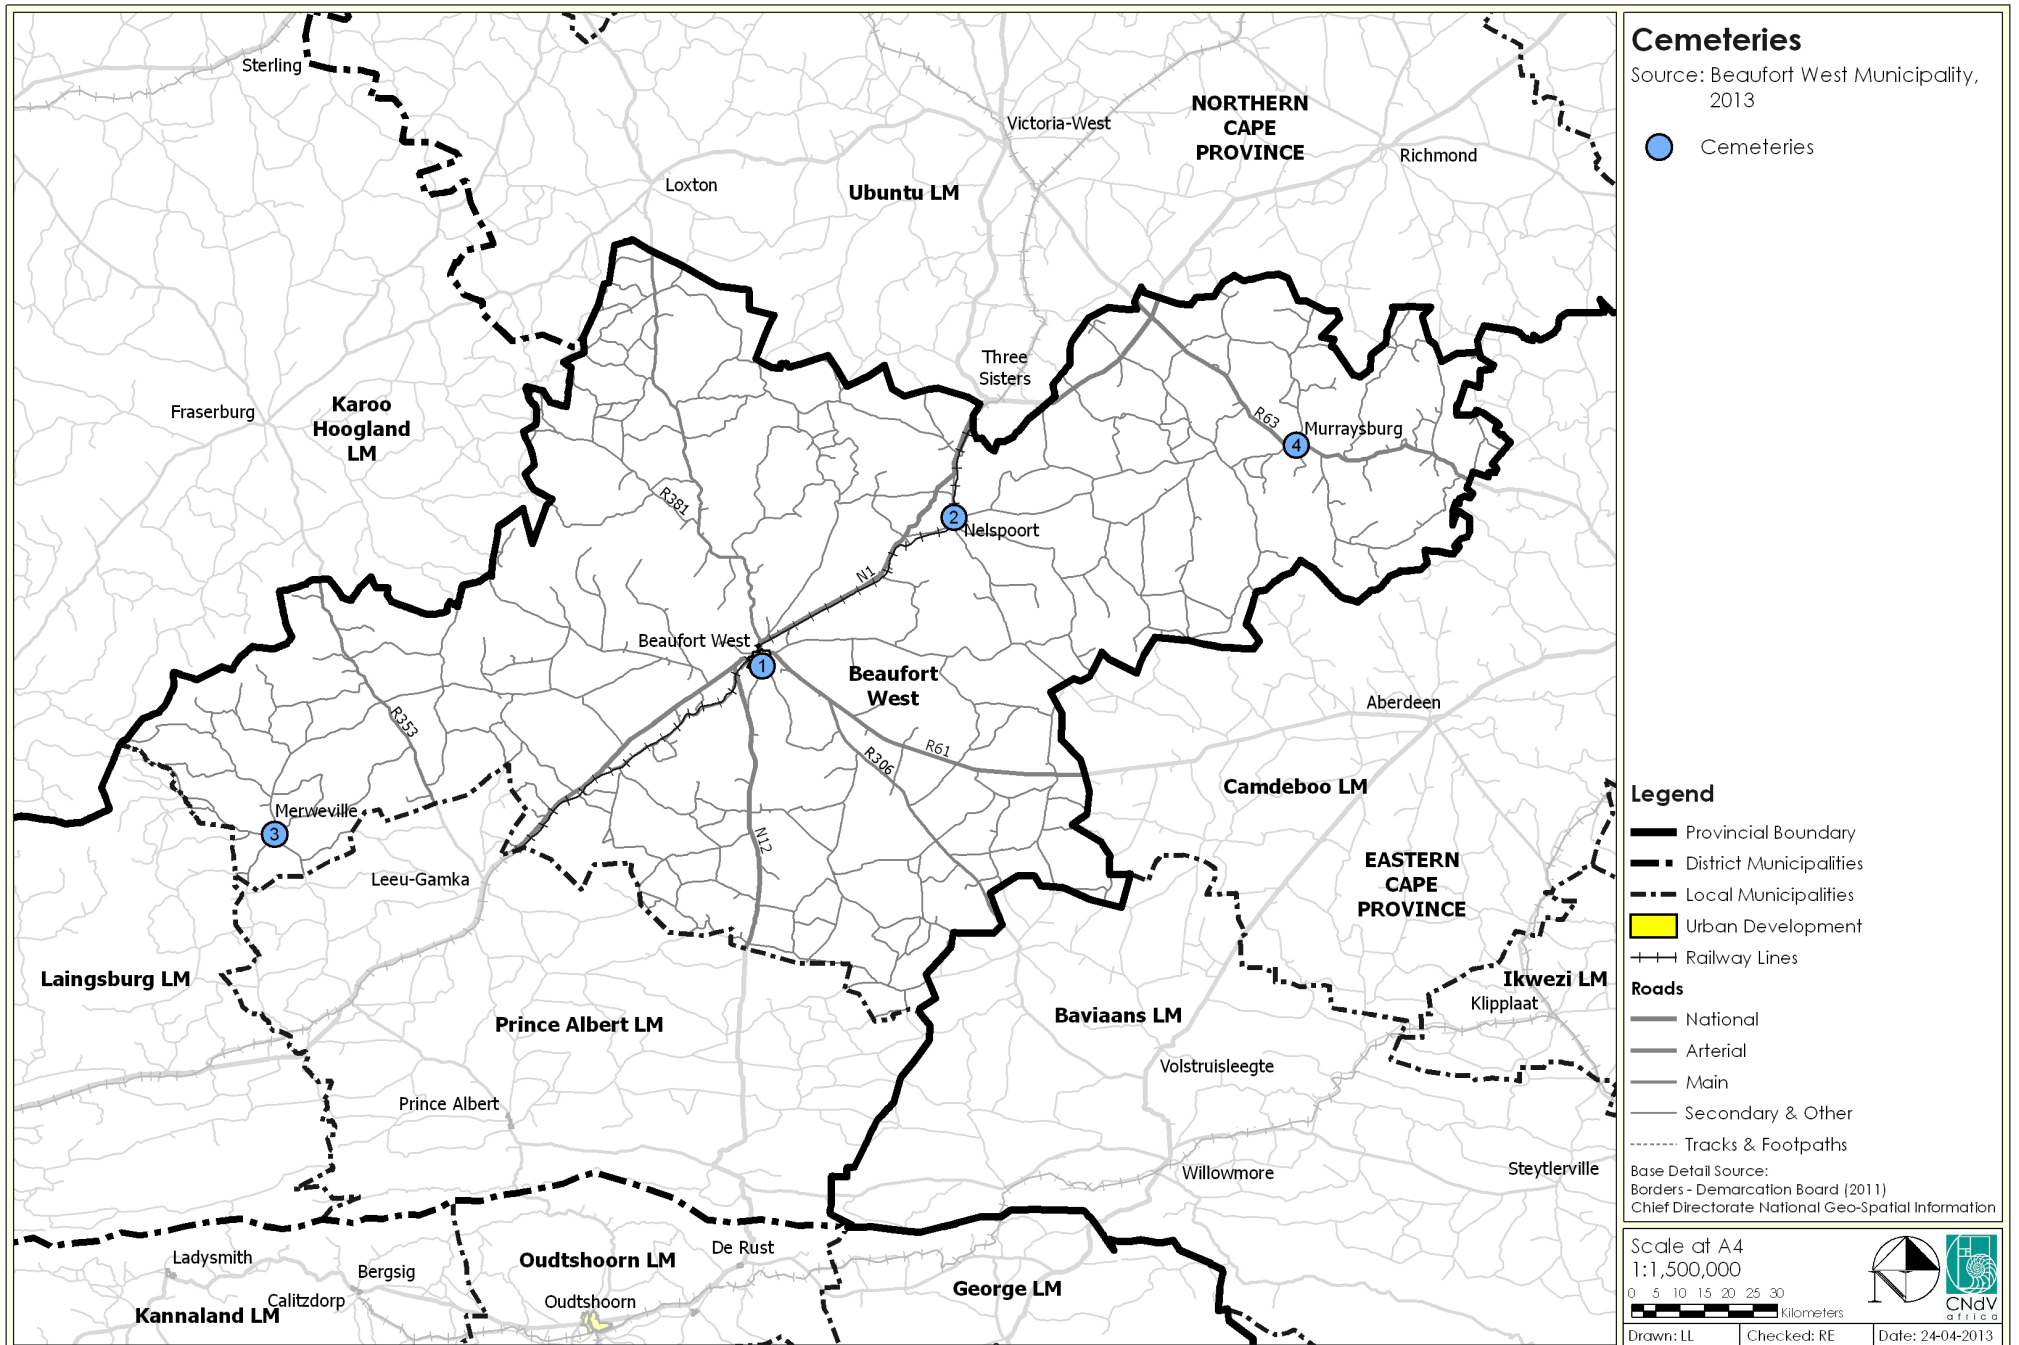 Cemeteries
Source: Beaufort West Municipality,
2013
Cemeteries
Sterling
Victoria-West
NORTHERN
CAPE
PROVINCE
Richmond
Loxton
Ubuntu LM
Three
Sisters
Fraserburg
Karoo
Hoogland
LM
R63
Murraysburg
4
R381
2
Nelspoort
N1
Beaufort West
1
Beaufort
West
R353
Aberdeen
R61
R306
Camdeboo LM
Merweville
3
N12
Leeu-Gamka
EASTERN
CAPE
PROVINCE
Laingsburg LM
Ikwezi LM
Klipplaat
Prince Albert LM
Baviaans LM
Volstruisleegte
Prince Albert
Willowmore
Steytlerville
Ladysmith
Bergsig
Oudtshoorn LM
De Rust
George LM
Calitzdorp
Kannaland LM
Oudtshoorn
Legend
Provincial Boundary
District Municipalities
Local Municipalities
Urban Development
Railway Lines
Roads
National
Arterial
Main
Secondary & Other
Tracks & Footpaths
Base Detail Source:
Borders - Demarcation Board (2011)
Chief Directorate National Geo-Spatial Information
Scale at A4
1:1,500,000
0 5 10 15 20 25 30
Kilometers
CNdV
africa
Drawn: LL
Checked: RE
Date: 24-04-2013